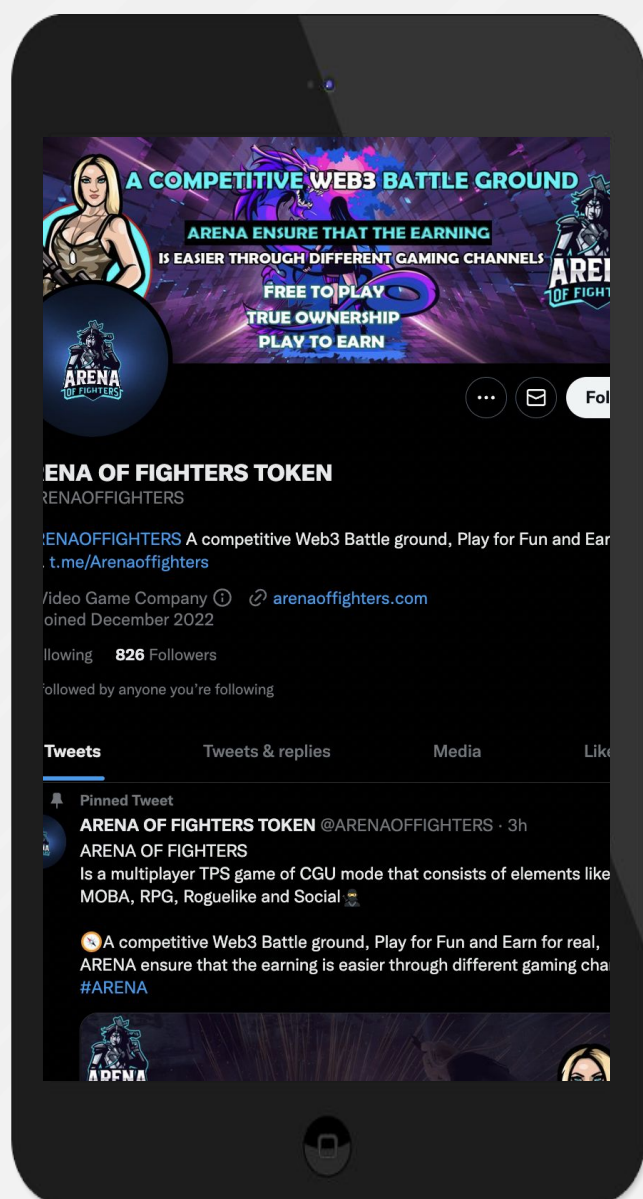 A COMPETITIVE WEB3 BATTLE GROUND
ARENA ENSURE THAT THE EARNING
IS EASIER THROUGH DIFFERENT GAMING CHANNELS
FREE TO PLAY
TRUE OWNERSHIP
PLAY TO EARN
AREN
OF FIGHT
ARENA
OF FIGHTERS
Fol
ENA OF FIGHTERS TOKEN
RENAOFFIGHTERS
RENAOFFIGHTERS A competitive Web3 Battle ground, Play for Fun and Ear
. t.me/Arenaoffighters
Video Game Company arenaoffighters.com
oined December 2022
llowing 826 Followers
followed by anyone you’re following
Tweets Tweets & replies Media Like
Pinned Tweet
ARENA OF FIGHTERS TOKEN @ARENAOFFIGHTERS · 3h
ARENA OF FIGHTERS
Is a multiplayer TPS game of CGU mode that consists of elements like
MOBA, RPG, Roguelike and Social
A competitive Web3 Battle ground, Play for Fun and Earn for real,
ARENA ensure that the earning is easier through different gaming cha
#ARENA
ARENA